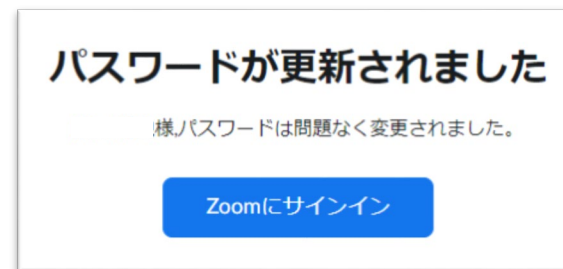 パスワードが更新されました
様,パスワードは問題なく変更されました。
Zoomにサインイン